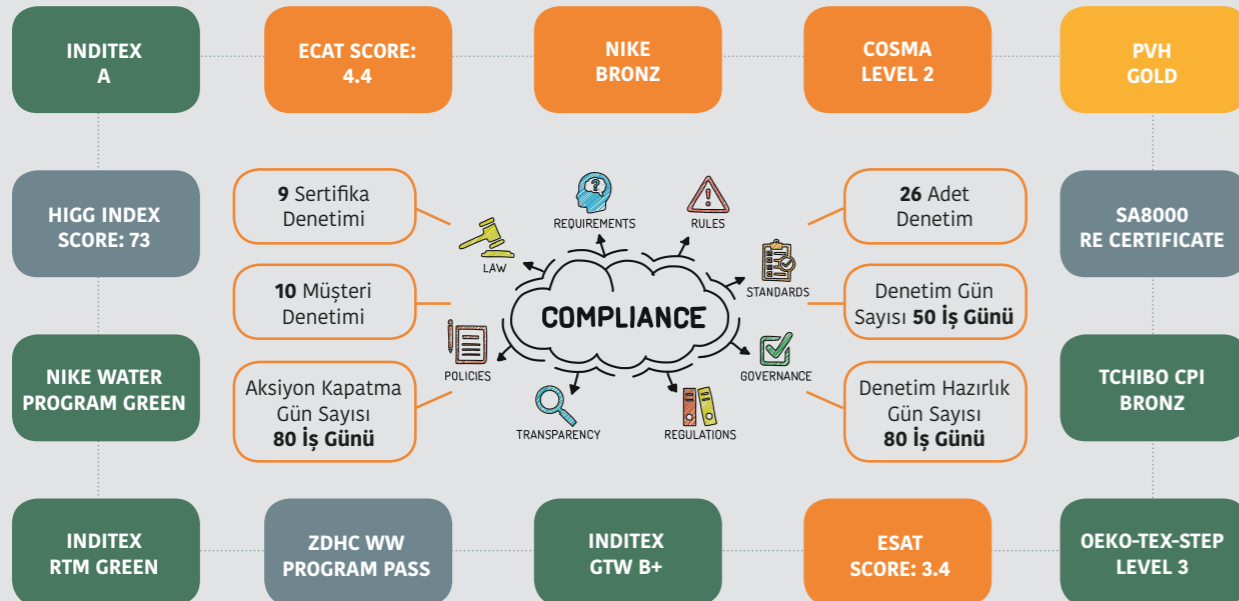 INDITEX
A
ECAT SCORE:
4.4
NIKE
BRONZ
COSMA
LEVEL 2
PVH
GOLD
HIGG INDEX
SCORE: 73
9 Sertifika
Denetimi
REQUIREMENTS
RULES
26 Adet
Denetim
SA8000
RE CERTIFICATE
LAW
STANDARDS
10 Müşteri
Denetimi
COMPLIANCE
Denetim Gün
Sayısı 50 İş Günü
NIKE WATER
PROGRAM GREEN
Aksiyon Kapatma
Gün Sayısı
80 İş Günü
POLICIES
GOVERNANCE
TRANSPARENCY
REGULATIONS
Denetim Hazırlık
Gün Sayısı
80 İş Günü
TCHIBO CPI
BRONZ
INDITEX
RTM GREEN
ZDHC WW
PROGRAM PASS
INDITEX
GTW B+
ESAT
SCORE: 3.4
OEKO-TEX-STEP
LEVEL 3